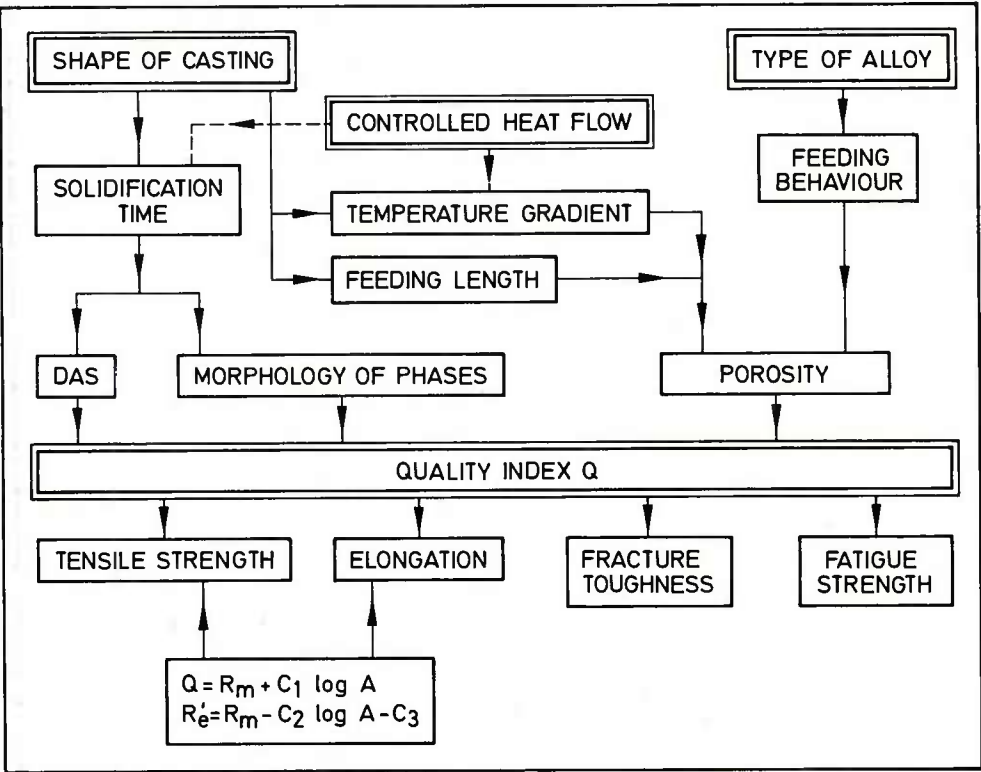 SHAPE OF CASTING
TYPE OF ALLOY
CONTROLLED HEAT FLOW
FEEDING
BEHAVIOUR
SOLIDIFICATION
TIME
TEMPERATURE GRADIENT
FEEDING LENGTH
DAS
MORPHOLOGY OF PHASES
POROSITY
QUALITY INDEX Q
TENSILE STRENGTH
ELONGATION
FRACTURE
TOUGHNESS
FATIGUE
STRENGTH
Q = Rm + C1 log A
Re' = Rm − C2 log A − C3